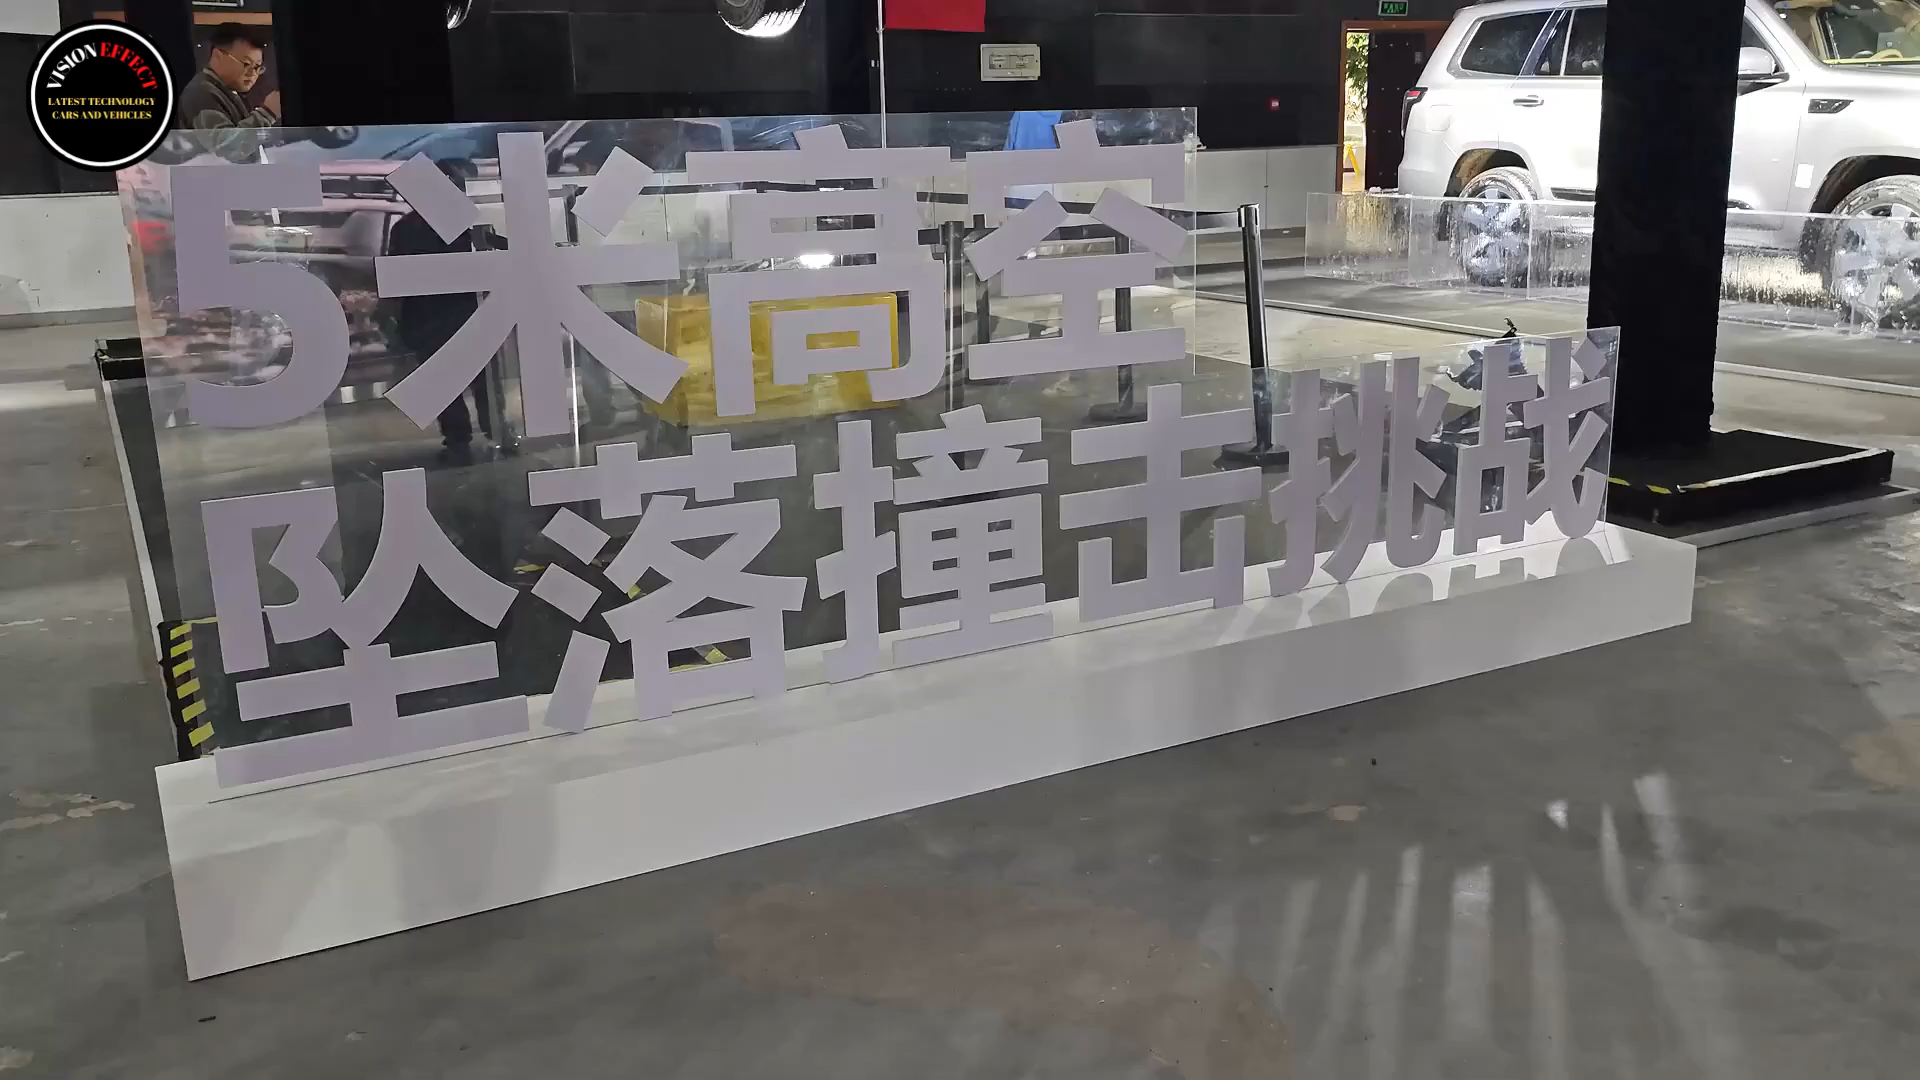 VISION EFFECT
LATEST TECHNOLOGY
CARS AND VEHICLES
5米高空
坠落撞击挑战